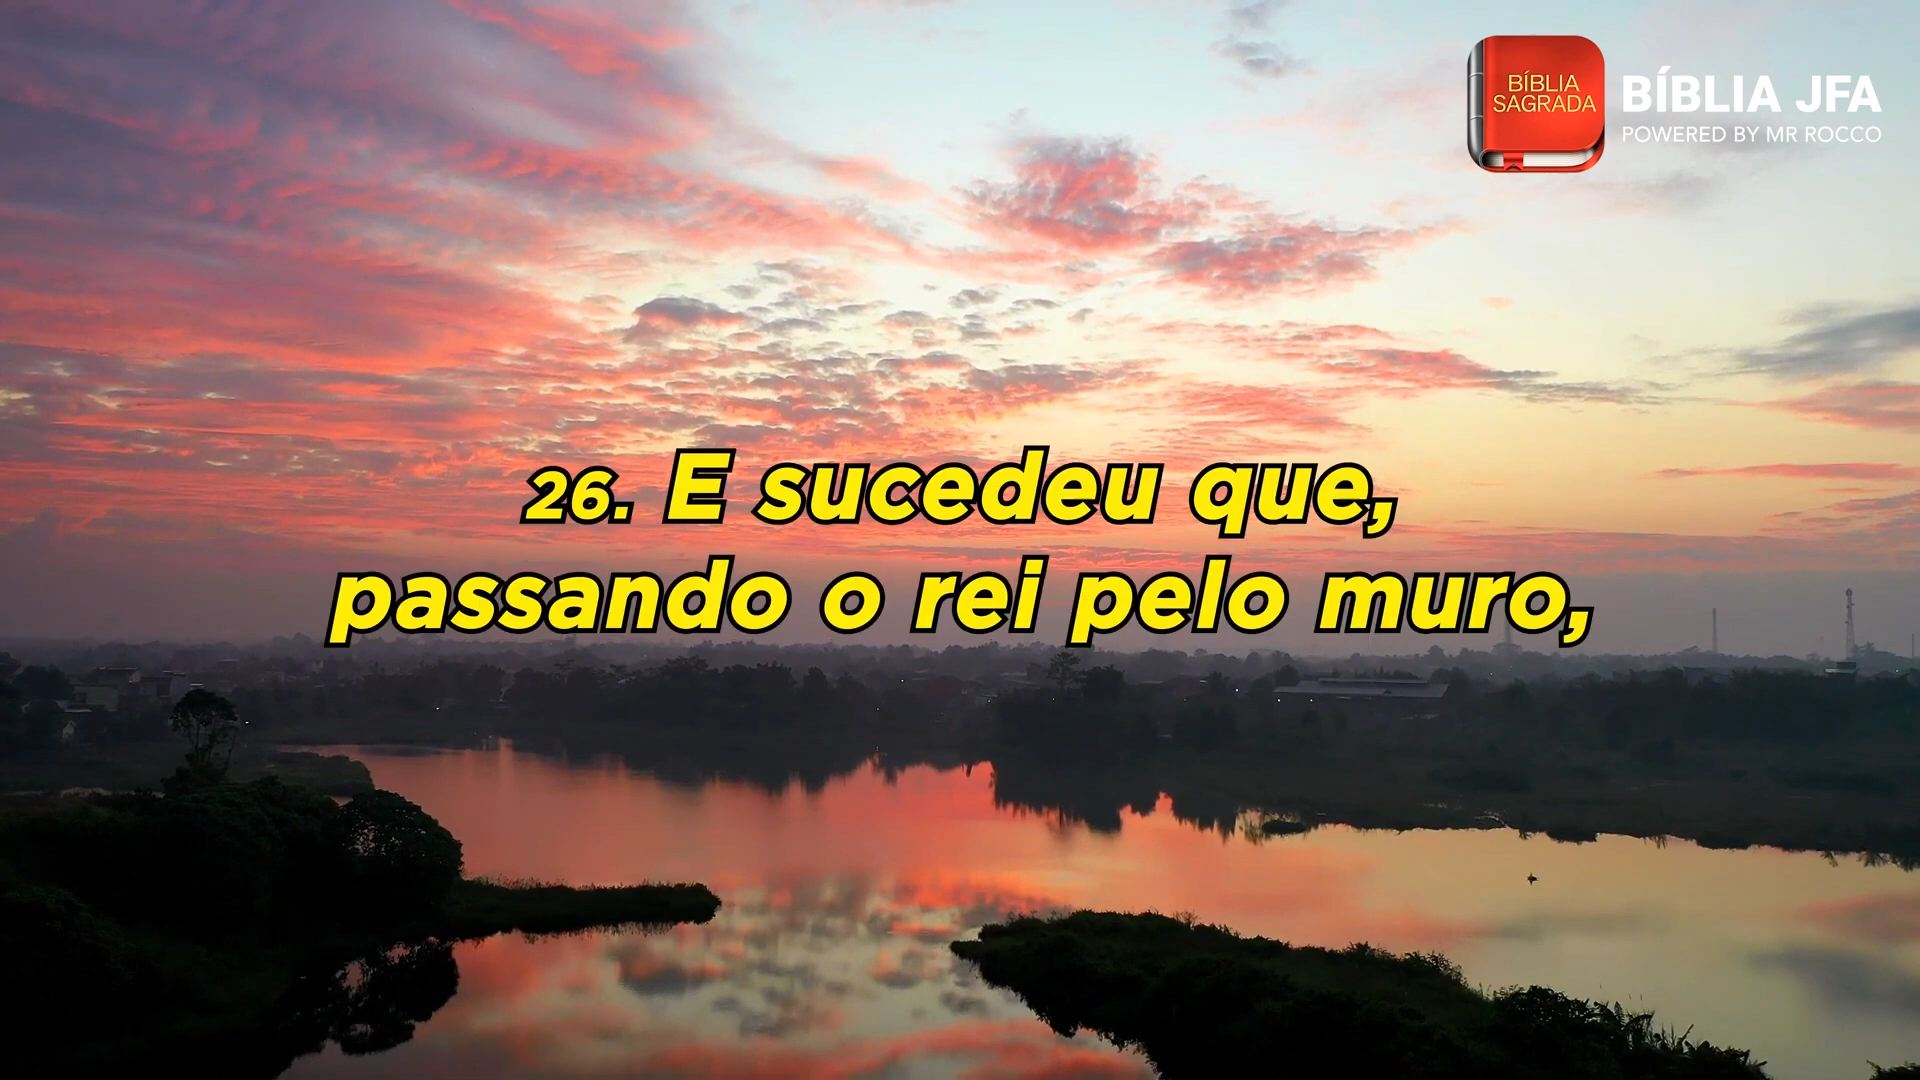 BÍBLIA
SAGRADA
BÍBLIA JFA
POWERED BY MR ROCCO
26. E sucedeu que,
passando o rei pelo muro,